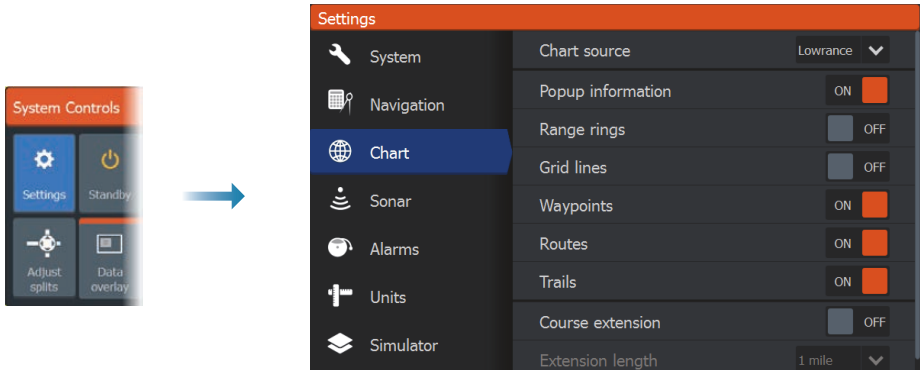 System Controls
Settings
Standby
Adjust
splits
Data
overlay
Settings
System
Navigation
Chart
Sonar
Alarms
Units
Simulator
Chart source Lowrance
Popup information ON
Range rings OFF
Grid lines OFF
Waypoints ON
Routes ON
Trails ON
Course extension OFF
Extension length 1 mile